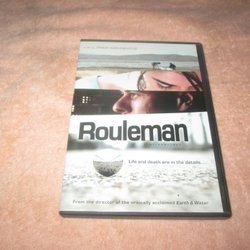 Rouleman
Life and death are in the details.
From the director of the critically acclaimed Earth & Water